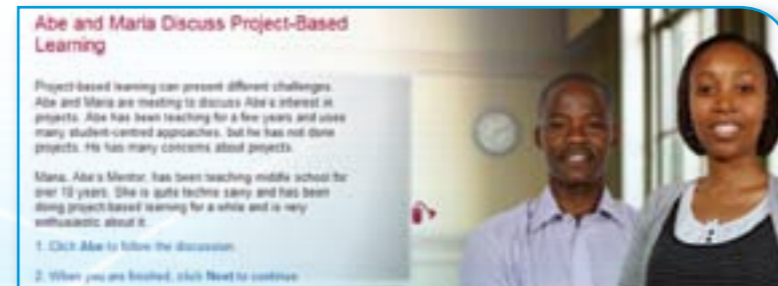 Abe and Maria Discuss Project-Based
Learning
Project-based learning can present different challenges.
Abe and Maria are meeting to discuss Abe's interest in
projects. Abe has been teaching for a few years and uses
many student-centred approaches, but he has not done
projects. He has many concerns about projects.
Maria, Abe's Mentor, has been teaching middle school for
over 10 years. She is quite techno savvy and has been
doing project-based learning for a while and is very
enthusiastic about it.
1. Click Abe to follow the discussion.
2. When you are finished, click Next to continue